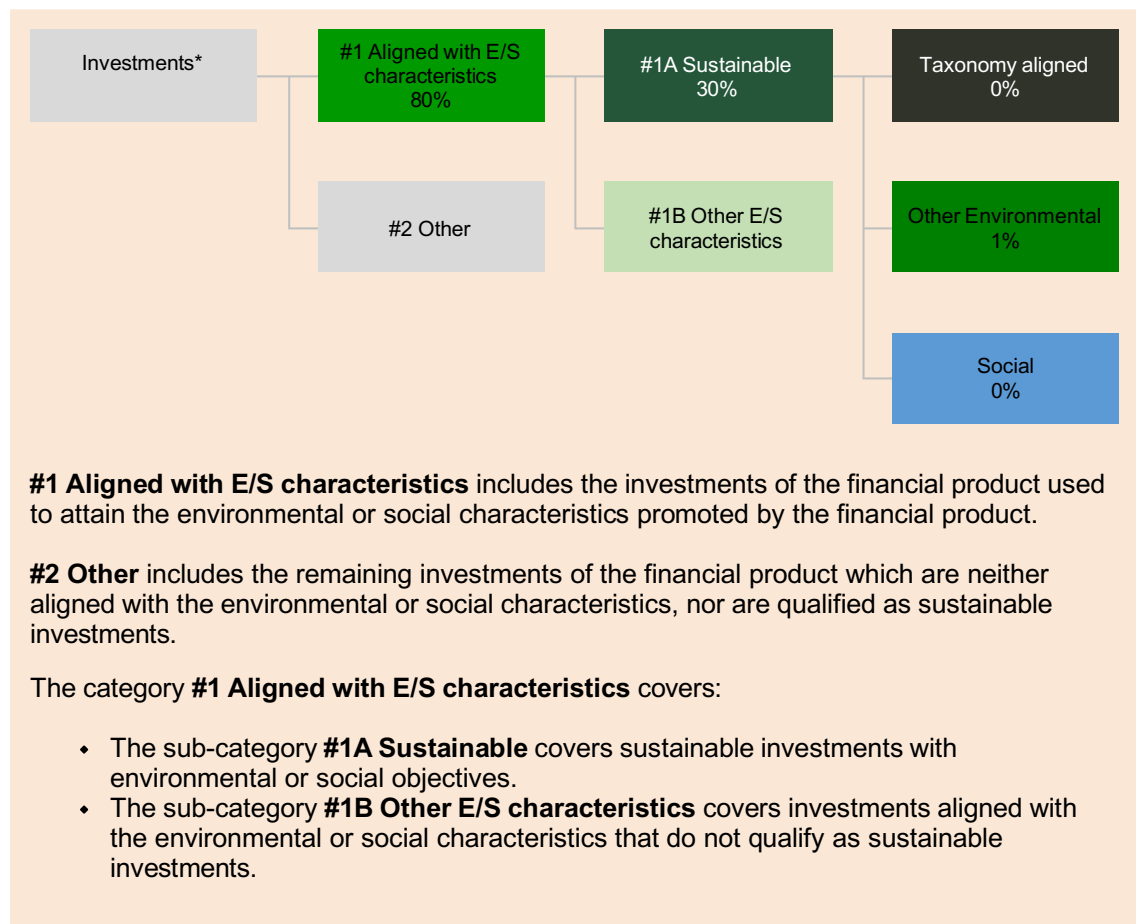 Investments*
#1 Aligned with E/S
characteristics
80%
#1A Sustainable
30%
Taxonomy aligned
0%
#2 Other
#1B Other E/S
characteristics
Other Environmental
1%
Social
0%
#1 Aligned with E/S characteristics includes the investments of the financial product used
to attain the environmental or social characteristics promoted by the financial product.
#2 Other includes the remaining investments of the financial product which are neither
aligned with the environmental or social characteristics, nor are qualified as sustainable
investments.
The category #1 Aligned with E/S characteristics covers:
• The sub-category #1A Sustainable covers sustainable investments with
environmental or social objectives.
• The sub-category #1B Other E/S characteristics covers investments aligned with
the environmental or social characteristics that do not qualify as sustainable
investments.